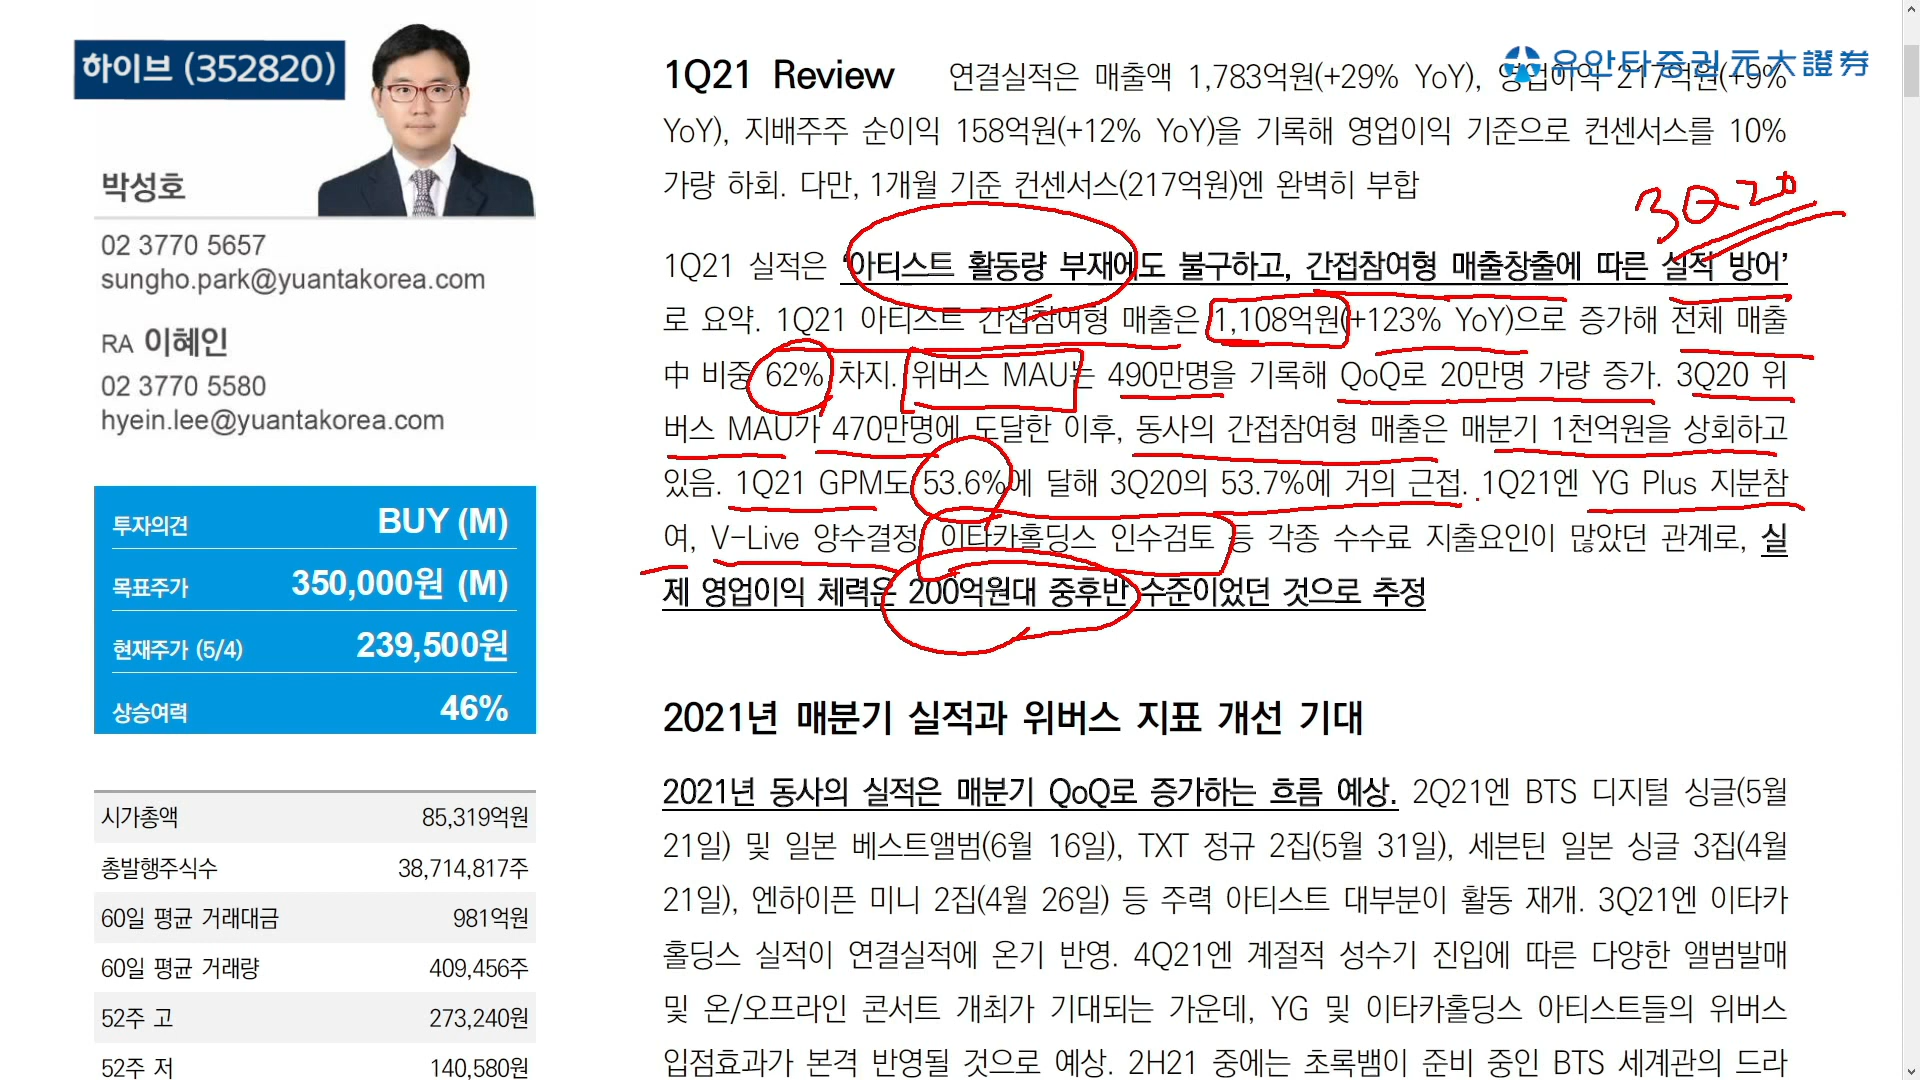 하이브 (352820)
박성호
02 3770 5657
sungho.park@yuantakorea.com
RA 이혜인
02 3770 5580
hyein.lee@yuantakorea.com
투자의견 BUY (M)
목표주가 350,000원 (M)
현재주가 (5/4) 239,500원
상승여력 46%
시가총액 85,319억원
총발행주식수 38,714,817주
60일 평균 거래대금 981억원
60일 평균 거래량 409,456주
52주 고 273,240원
52주 저 140,580원
유안타증권 元大證券
1Q21 Review 연결실적은 매출액 1,783억원(+29% YoY), 영업이익 217억원(+9%
YoY), 지배주주 순이익 158억원(+12% YoY)을 기록해 영업이익 기준으로 컨센서스를 10%
가량 하회. 다만, 1개월 기준 컨센서스(217억원)엔 완벽히 부합
3Q20
1Q21 실적은 ‘아티스트 활동량 부재에도 불구하고, 간접참여형 매출창출에 따른 실적 방어’
로 요약. 1Q21 아티스트 간접참여형 매출은 1,108억원(+123% YoY)으로 증가해 전체 매출
中 비중 62% 차지. 위버스 MAU는 490만명을 기록해 QoQ로 20만명 가량 증가. 3Q20 위
버스 MAU가 470만명에 도달한 이후, 동사의 간접참여형 매출은 매분기 1천억원을 상회하고
있음. 1Q21 GPM도 53.6%에 달해 3Q20의 53.7%에 거의 근접. 1Q21엔 YG Plus 지분참
여, V-Live 양수결정, 이타카홀딩스 인수검토 등 각종 수수료 지출요인이 많았던 관계로, 실
제 영업이익 체력은 200억원대 중후반 수준이었던 것으로 추정
2021년 매분기 실적과 위버스 지표 개선 기대
2021년 동사의 실적은 매분기 QoQ로 증가하는 흐름 예상. 2Q21엔 BTS 디지털 싱글(5월
21일) 및 일본 베스트앨범(6월 16일), TXT 정규 2집(5월 31일), 세븐틴 일본 싱글 3집(4월
21일), 엔하이픈 미니 2집(4월 26일) 등 주력 아티스트 대부분이 활동 재개. 3Q21엔 이타카
홀딩스 실적이 연결실적에 온기 반영. 4Q21엔 계절적 성수기 진입에 따른 다양한 앨범발매
및 온/오프라인 콘서트 개최가 기대되는 가운데, YG 및 이타카홀딩스 아티스트들의 위버스
입점효과가 본격 반영될 것으로 예상. 2H21 중에는 초록뱀이 준비 중인 BTS 세계관의 드라